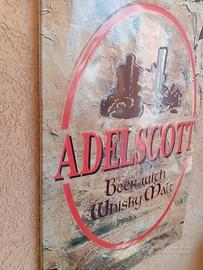 ADELSCOTT
Beer with
Whisky Malt